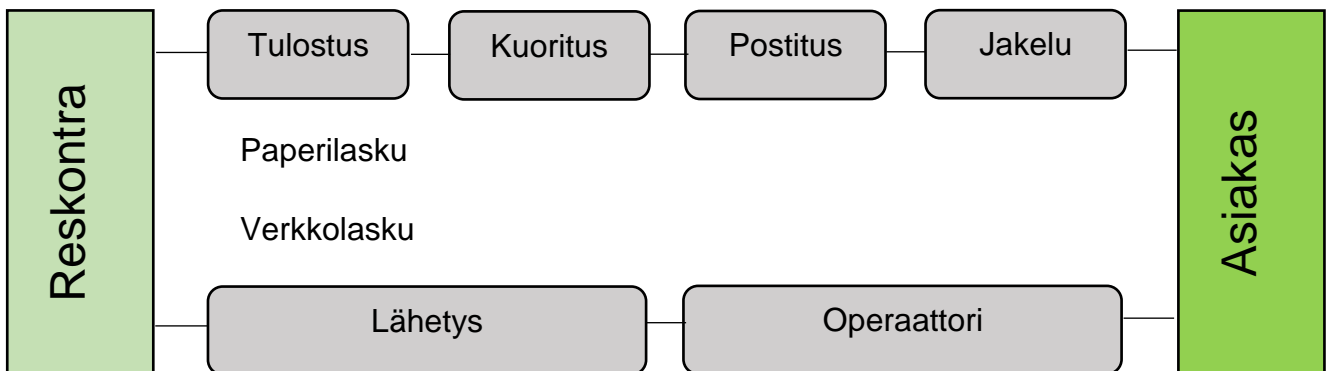 Reskontra
Tulostus
Kuoritus
Postitus
Jakelu
Paperilasku
Verkkolasku
Lähetys
Operaattori
Asiakas